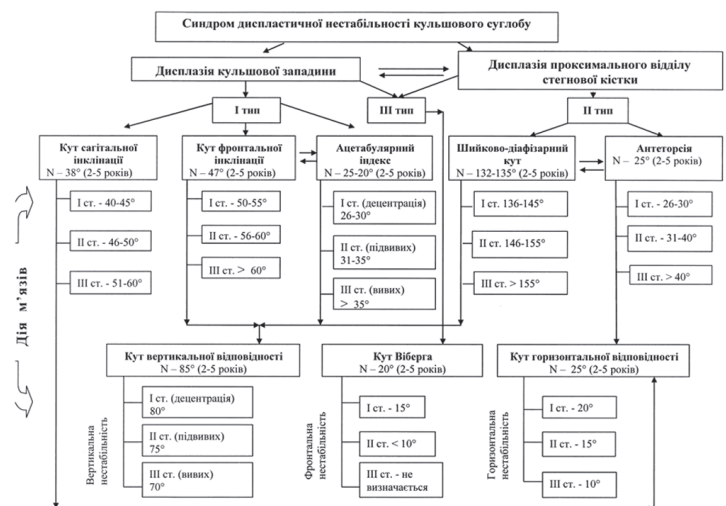 Синдром диспластичної нестабільності кульшового суглобу
Дисплазія кульшової западини
Дисплазія проксимального відділу
стегнової кістки
І тип
ІІІ тип
ІІ тип
Кут сагітальної
інклінації
N – 38° (2-5 років)
Кут фронтальної
інклінації
N – 47° (2-5 років)
Ацетабулярний
індекс
N – 25-20° (2-5 років)
Шийково-діафізарний
кут
N – 132-135° (2-5 років)
Антеторсія
N – 25° (2-5 років)
І ст. - 40-45°
ІІ ст. - 46-50°
ІІІ ст. - 51-60°
І ст. - 50-55°
ІІ ст. - 56-60°
ІІІ ст. > 60°
І ст. (децентрація)
26-30°
ІІ ст. (підвивих)
31-35°
ІІІ ст. (вивих)
> 35°
І ст. 136-145°
ІІ ст. 146-155°
ІІІ ст. > 155°
І ст. - 26-30°
ІІ ст. - 31-40°
ІІІ ст. > 40°
Дія м’язів
Кут вертикальної відповідності
N – 85° (2-5 років)
Кут Віберга
N – 20° (2-5 років)
Кут горизонтальної відповідності
N – 25° (2-5 років)
Вертикальна
нестабільність
І ст. (децентрація)
80°
ІІ ст. (підвивих)
75°
ІІІ ст. (вивих)
70°
Фронтальна
нестабільність
І ст. - 15°
ІІ ст. < 10°
ІІІ ст. - не
визначається
Горизонтальна
нестабільність
І ст. - 20°
ІІ ст. - 15°
ІІІ ст. - 10°